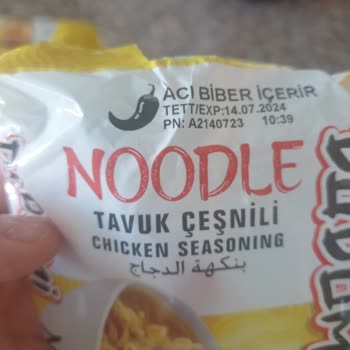 ACI BİBER İÇERİR
TETT/EXP:14.07.2024
PN: A2140723 10:39
NOODLE
TAVUK ÇEŞNİLİ
CHICKEN SEASONING
بنكهة الدجاج